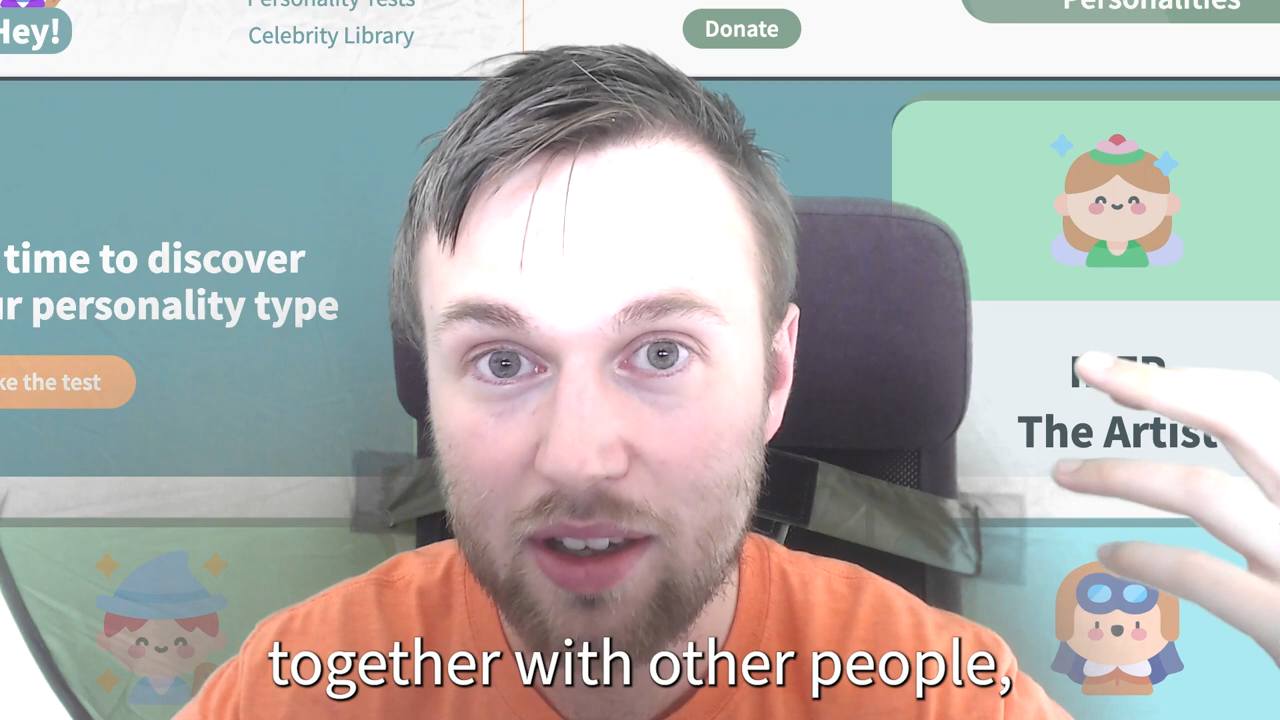 Hey!
Personality Tests
Celebrity Library
Donate
Personalities
time to discover
ur personality type
ke the test
The Artist
together with other people,